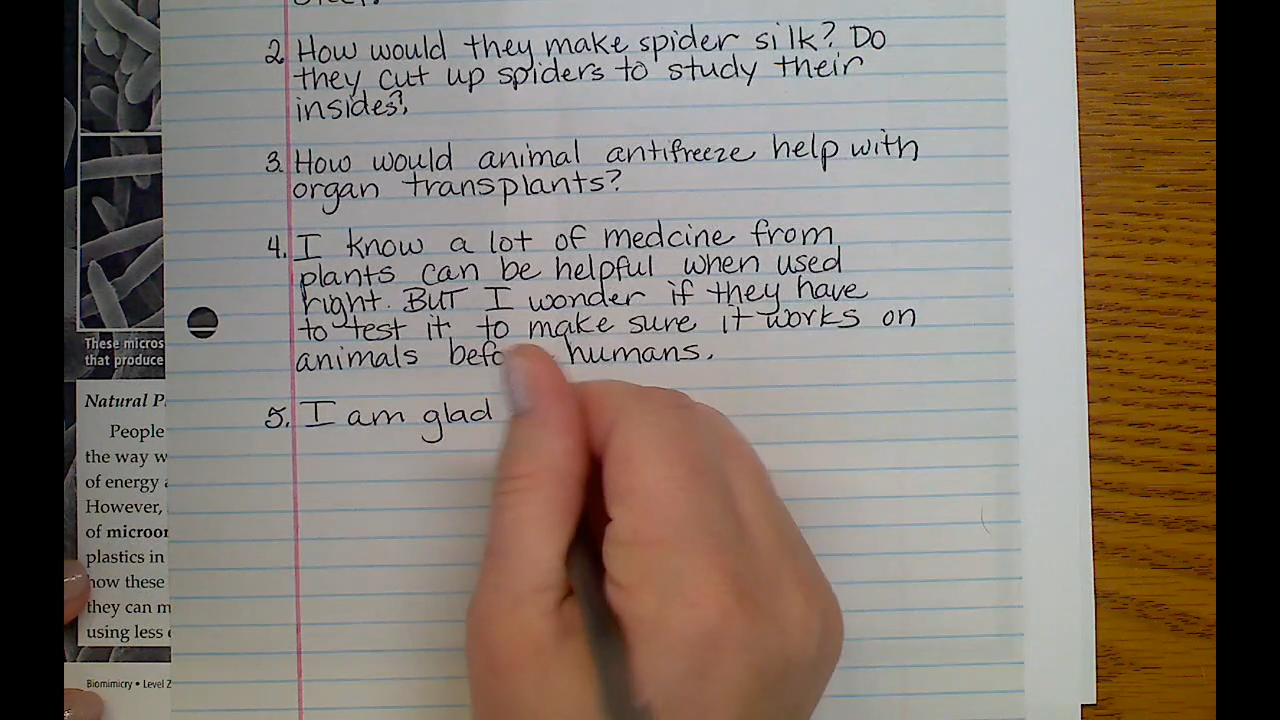 2. How would they make spider silk? Do
they cut up spiders to study their
insides?
3. How would animal antifreeze help with
organ transplants?
4. I know a lot of medcine from
plants can be helpful when used
right. BUT I wonder if they have
to test it to make sure it works on
animals befo humans.
5. I am glad
These micros
that produce
Natural P
People
the way w
of energy
However,
of microor
plastics in
how these
they can m
using less
Biomimicry • Level Z